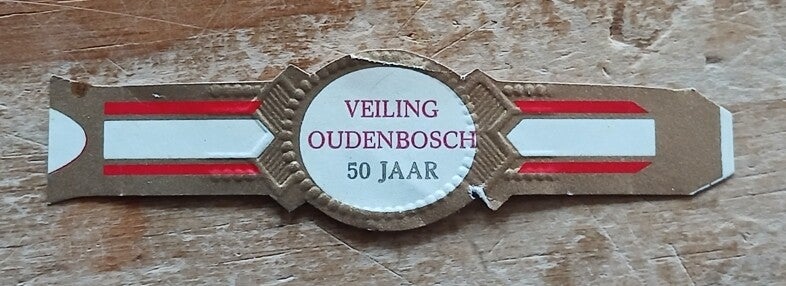 VEILING
OUDENBOSCH
50 JAAR